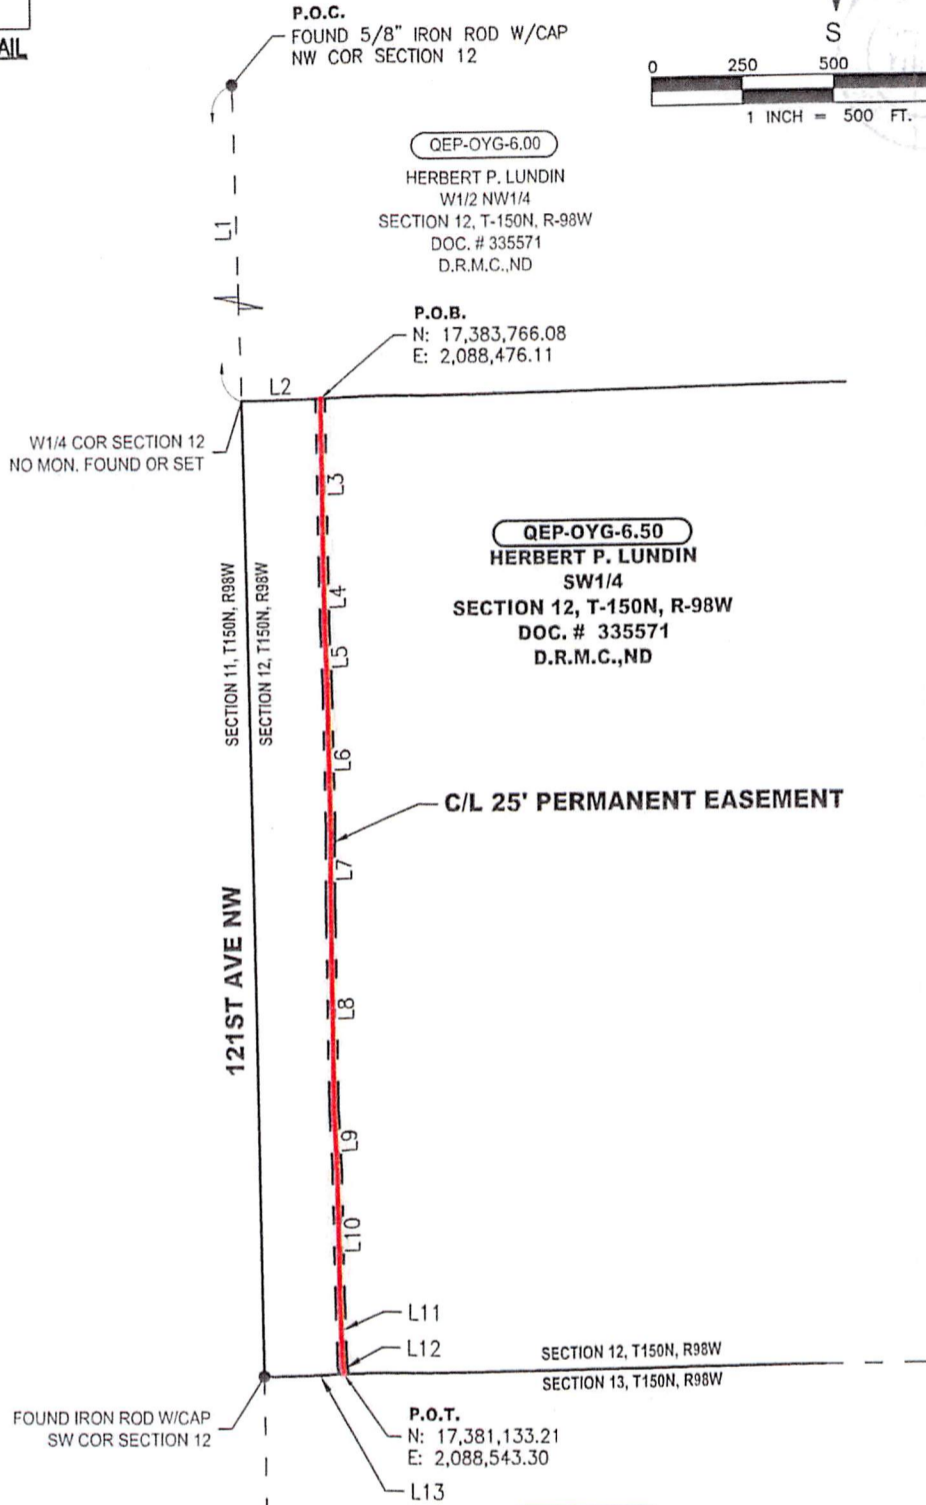 AIL
P.O.C.
FOUND 5/8" IRON ROD W/CAP
NW COR SECTION 12
S
0 250 500
1 INCH = 500 FT.
QEP-OYG-6.00
HERBERT P. LUNDIN
W1/2 NW1/4
SECTION 12, T-150N, R-98W
DOC. # 335571
D.R.M.C.,ND
L1
P.O.B.
N: 17,383,766.08
E: 2,088,476.11
L2
W1/4 COR SECTION 12
NO MON. FOUND OR SET
L3
QEP-OYG-6.50
HERBERT P. LUNDIN
SW1/4
SECTION 12, T-150N, R-98W
DOC. # 335571
D.R.M.C.,ND
SECTION 11, T150N, R98W
SECTION 12, T150N, R98W
L4
L5
L6
C/L 25' PERMANENT EASEMENT
L7
121ST AVE NW
L8
L9
L10
L11
L12
SECTION 12, T150N, R98W
SECTION 13, T150N, R98W
FOUND IRON ROD W/CAP
SW COR SECTION 12
P.O.T.
N: 17,381,133.21
E: 2,088,543.30
L13